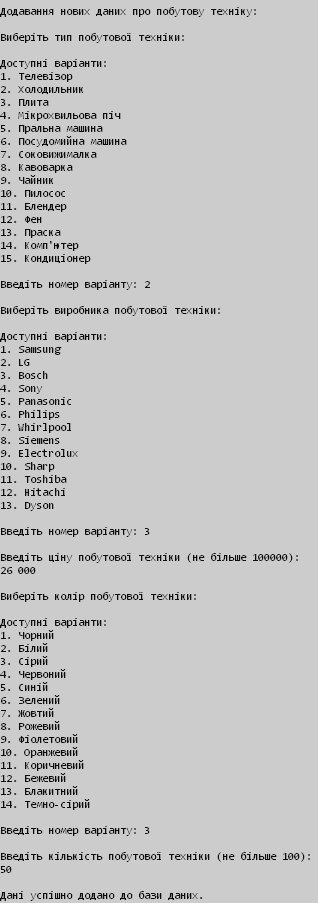 Додавання нових даних про побутову техніку:
Виберіть тип побутової техніки:
Доступні варіанти:
1. Телевізор
2. Холодильник
3. Плита
4. Мікрохвильова піч
5. Пральна машина
6. Посудомийна машина
7. Соковижималка
8. Кавоварка
9. Чайник
10. Пилосос
11. Блендер
12. Фен
13. Праска
14. Комп'ютер
15. Кондиціонер
Введіть номер варіанту: 2
Виберіть виробника побутової техніки:
Доступні варіанти:
1. Samsung
2. LG
3. Bosch
4. Sony
5. Panasonic
6. Philips
7. Whirlpool
8. Siemens
9. Electrolux
10. Sharp
11. Toshiba
12. Hitachi
13. Dyson
Введіть номер варіанту: 3
Введіть ціну побутової техніки (не більше 100000):
26 000
Виберіть колір побутової техніки:
Доступні варіанти:
1. Чорний
2. Білий
3. Сірий
4. Червоний
5. Синій
6. Зелений
7. Жовтий
8. Рожевий
9. Фіолетовий
10. Оранжевий
11. Коричневий
12. Бежевий
13. Блакитний
14. Темно-сірий
Введіть номер варіанту: 3
Введіть кількість побутової техніки (не більше 100):
50
Дані успішно додано до бази даних.